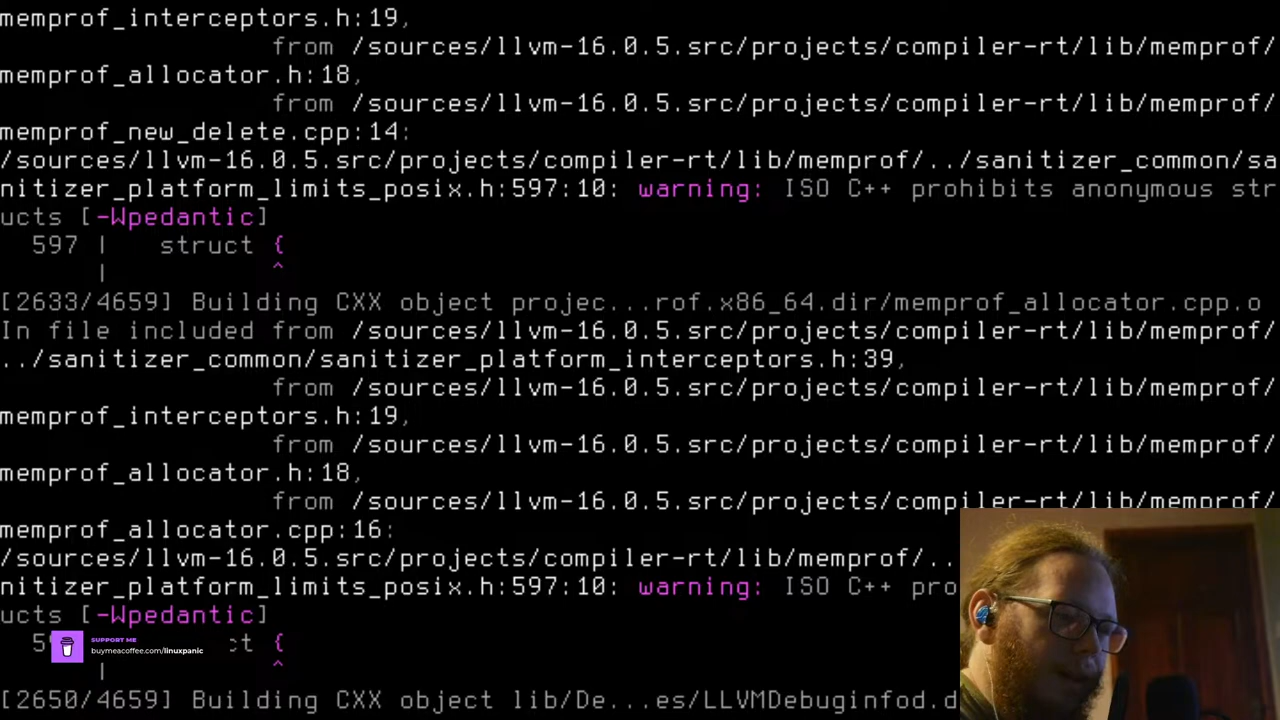 memprof_interceptors.h:19,
from /sources/llvm-16.0.5.src/projects/compiler-rt/lib/memprof/
memprof_allocator.h:18,
from /sources/llvm-16.0.5.src/projects/compiler-rt/lib/memprof/
memprof_new_delete.cpp:14:
/sources/llvm-16.0.5.src/projects/compiler-rt/lib/memprof/../sanitizer_common/sa
nitizer_platform_limits_posix.h:597:10: warning: ISO C++ prohibits anonymous str
ucts [-Wpedantic]
597 |   struct {
|          ^
[2633/4659] Building CXX object projec...rof.x86_64.dir/memprof_allocator.cpp.o
In file included from /sources/llvm-16.0.5.src/projects/compiler-rt/lib/memprof/
../sanitizer_common/sanitizer_platform_interceptors.h:39,
from /sources/llvm-16.0.5.src/projects/compiler-rt/lib/memprof/
memprof_interceptors.h:19,
from /sources/llvm-16.0.5.src/projects/compiler-rt/lib/memprof/
memprof_allocator.h:18,
from /sources/llvm-16.0.5.src/projects/compiler-rt/lib/memprof/
memprof_allocator.cpp:16:
/sources/llvm-16.0.5.src/projects/compiler-rt/lib/memprof/..
nitizer_platform_limits_posix.h:597:10: warning: ISO C++ pro
ucts [-Wpedantic]
{
SUPPORT ME
buymeacoffee.com/linuxpanic
|          ^
[2650/4659] Building CXX object lib/De...es/LLVMDebuginfod.d